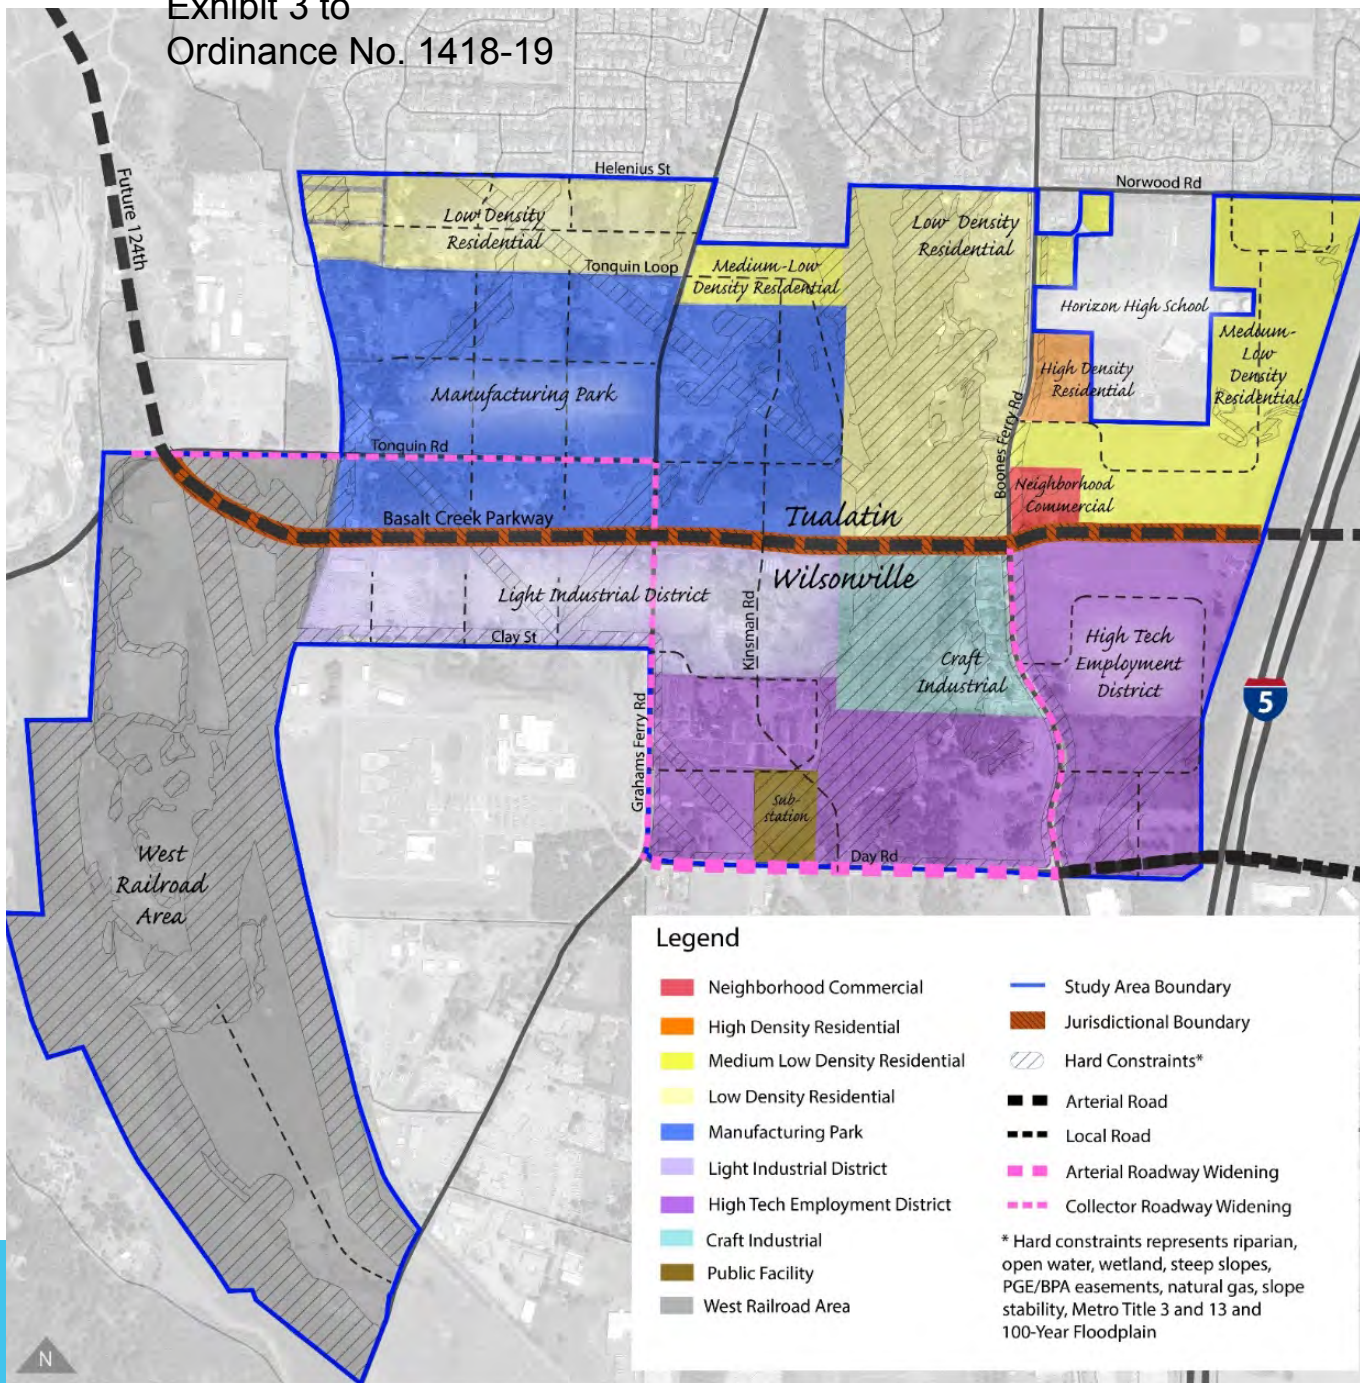 Exhibit 3 to
Ordinance No. 1418-19
Future 124th
Helenius St
Norwood Rd
Low Density
Residential
Low Density
Residential
Tonquin Loop
Medium-Low
Density Residential
Horizon High School
Medium-
Low
Density
Residential
High Density
Residential
Manufacturing Park
Boones Ferry Rd
Tonquin Rd
Neighborhood
Commercial
Basalt Creek Parkway
Tualatin
Wilsonville
Light Industrial District
Kinsman Rd
Clay St
Craft
Industrial
High Tech
Employment
District
5
Grahams Ferry Rd
Sub-
station
Day Rd
West
Railroad
Area
Legend
Neighborhood Commercial
High Density Residential
Medium Low Density Residential
Low Density Residential
Manufacturing Park
Light Industrial District
High Tech Employment District
Craft Industrial
Public Facility
West Railroad Area
Study Area Boundary
Jurisdictional Boundary
Hard Constraints*
Arterial Road
Local Road
Arterial Roadway Widening
Collector Roadway Widening
* Hard constraints represents riparian,
open water, wetland, steep slopes,
PGE/BPA easements, natural gas, slope
stability, Metro Title 3 and 13 and
100-Year Floodplain
N